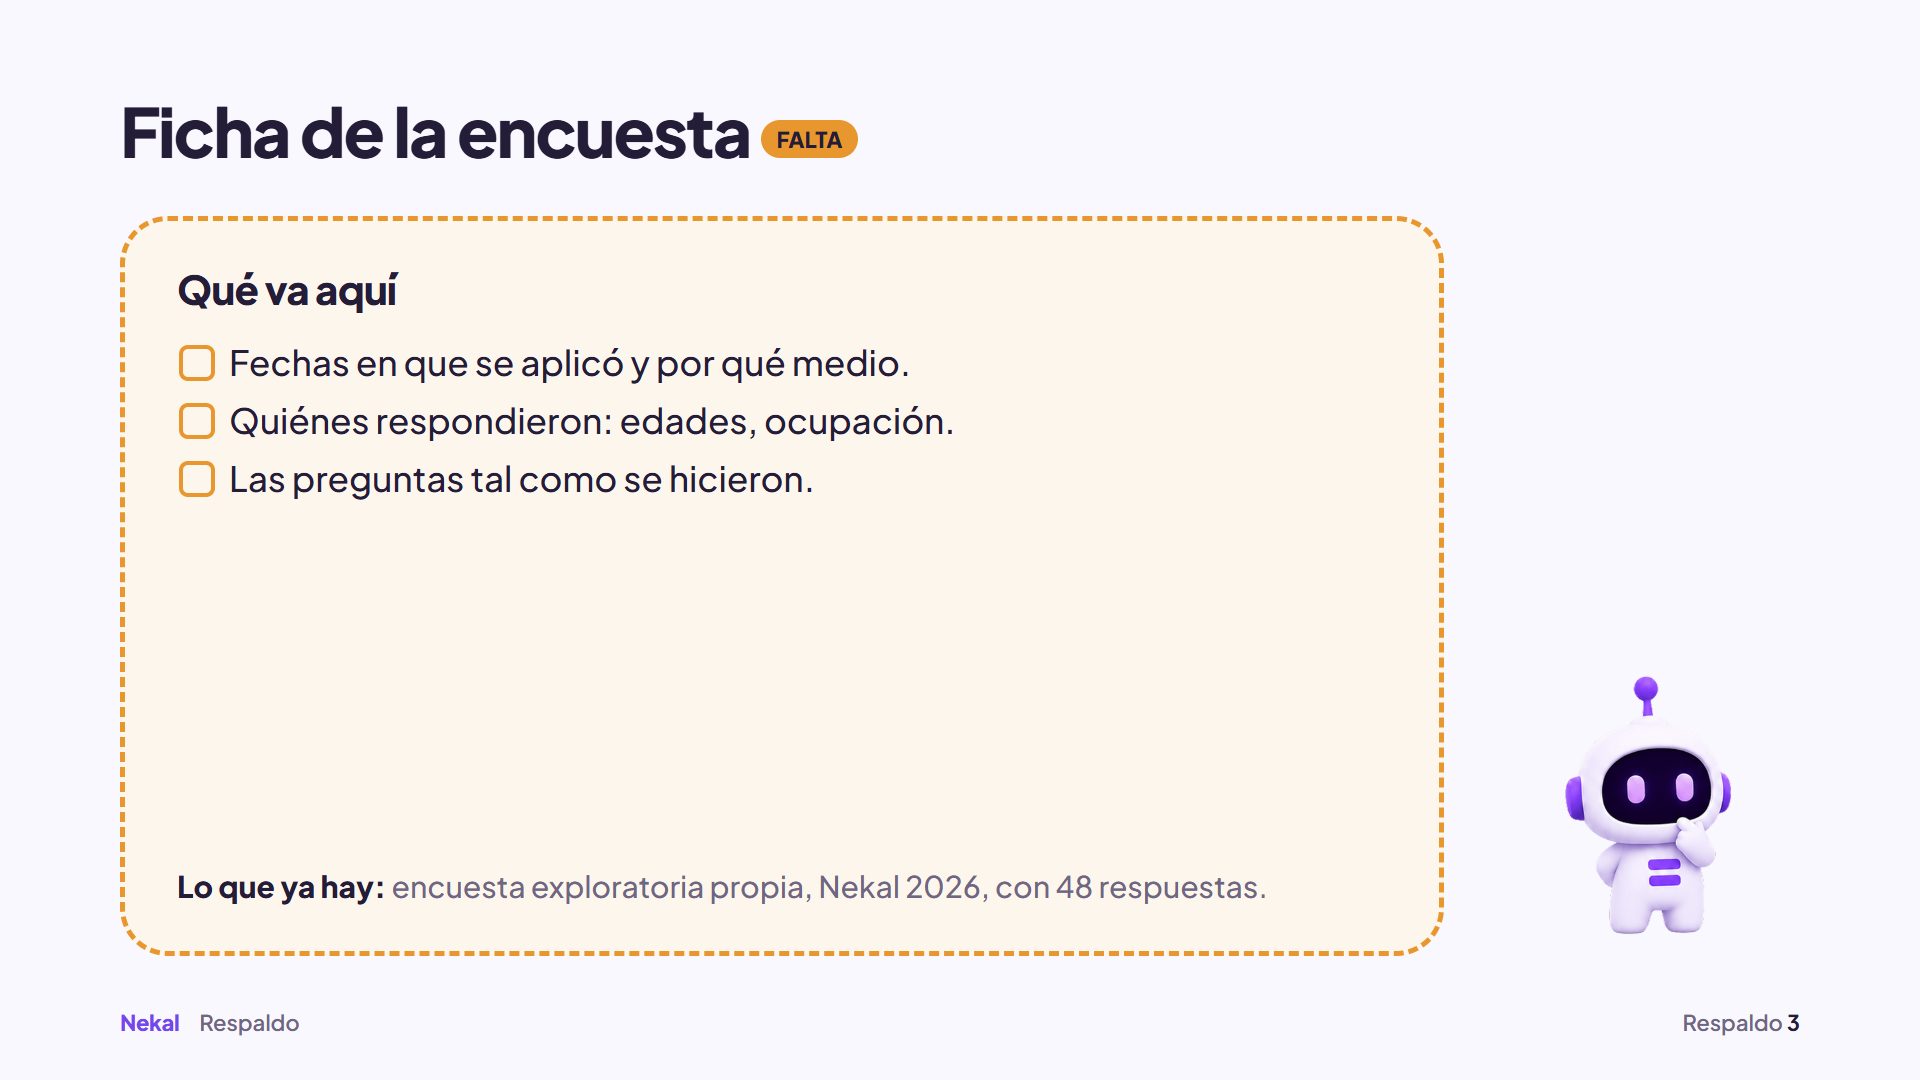 Ficha de la encuesta FALTA
Qué va aquí
Fechas en que se aplicó y por qué medio.
Quiénes respondieron: edades, ocupación.
Las preguntas tal como se hicieron.
Lo que ya hay: encuesta exploratoria propia, Nekal 2026, con 48 respuestas.
Nekal Respaldo
Respaldo 3